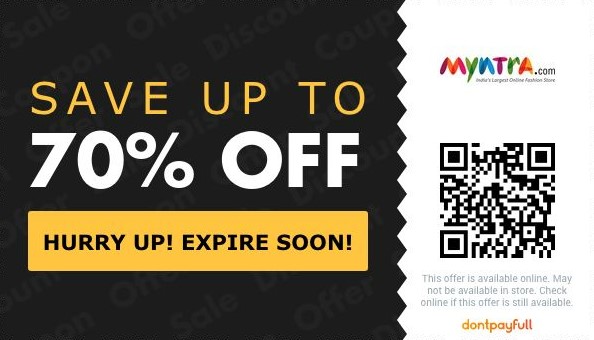 SAVE UP TO
70% OFF
HURRY UP! EXPIRE SOON!
Myntra.com
India's Largest Online Fashion Store
This offer is available online. May
not be available in store. Check
online if this offer is still available.
dontpayfull